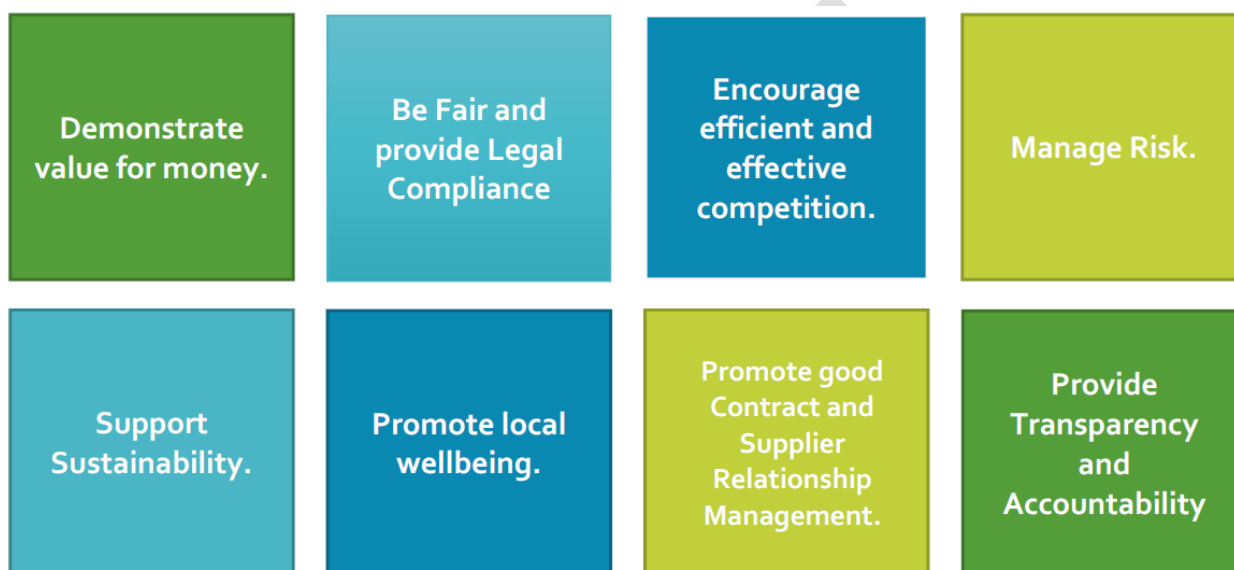 Demonstrate
value for money.
Be Fair and
provide Legal
Compliance
Encourage
efficient and
effective
competition.
Manage Risk.
Support
Sustainability.
Promote local
wellbeing.
Promote good
Contract and
Supplier
Relationship
Management.
Provide
Transparency
and
Accountability